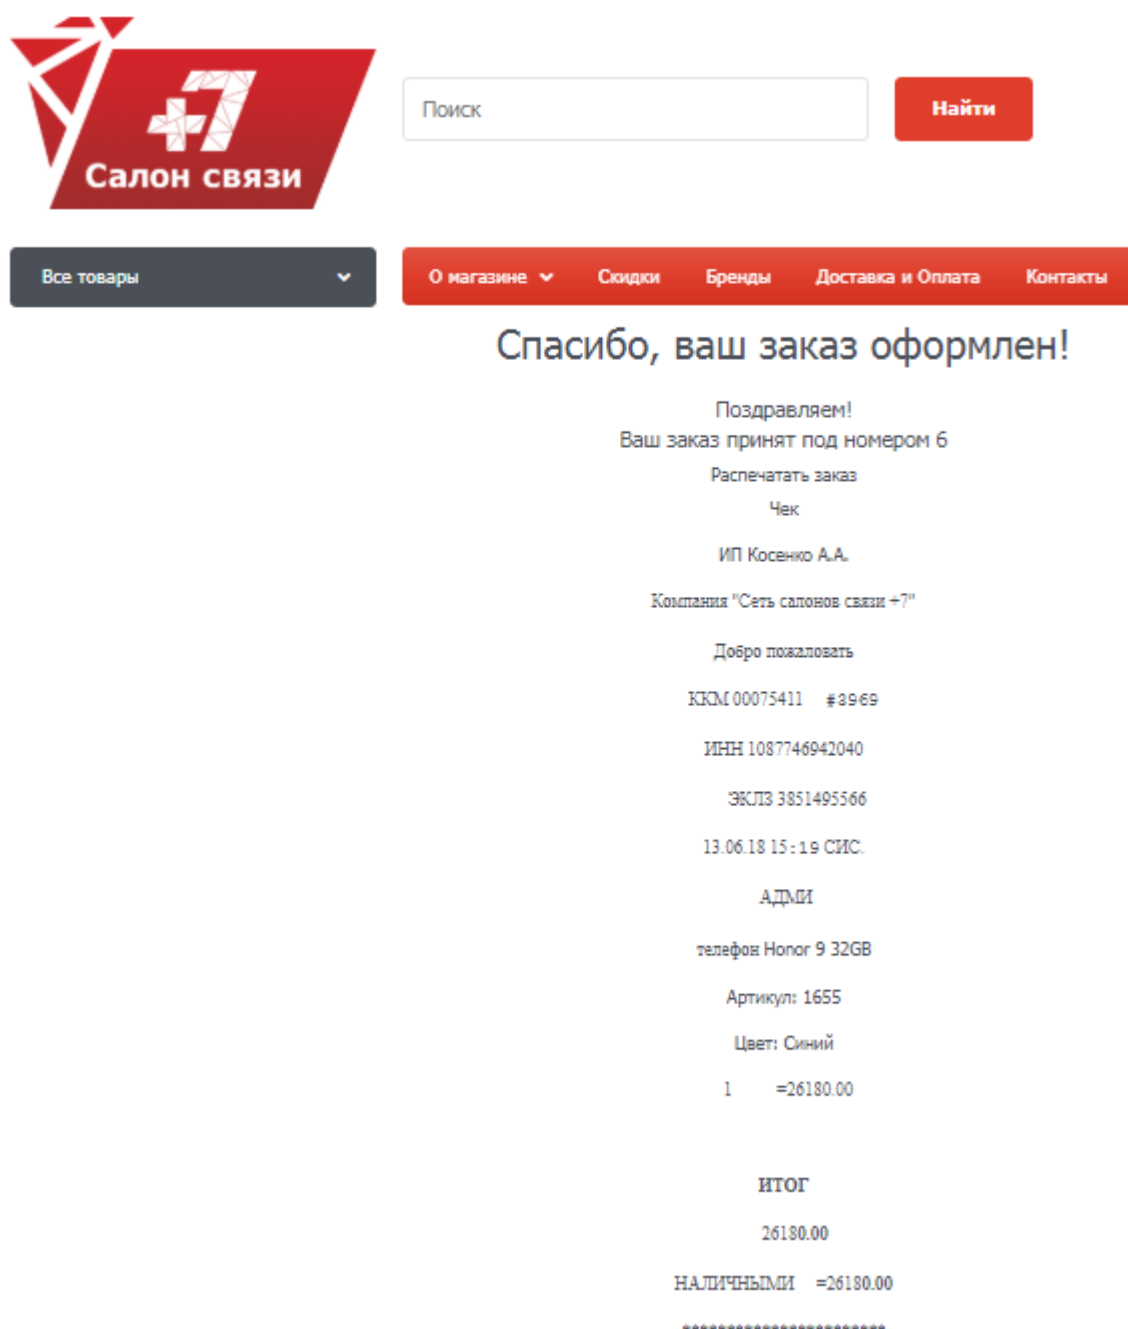 +7
Салон связи
Поиск
Найти
Все товары
О магазине Скидки Бренды Доставка и Оплата Контакты
Спасибо, ваш заказ оформлен!
Поздравляем!
Ваш заказ принят под номером 6
Распечатать заказ
Чек
ИП Косенко А.А.
Компания "Сеть салонов связи +7"
Добро пожаловать
ККМ 00075411 #3969
ИНН 1087746942040
ЭКЛЗ 3851495566
13.06.18 15:19 СИС.
АДМИ
телефон Honor 9 32GB
Артикул: 1655
Цвет: Синий
1 =26180.00
ИТОГ
26180.00
НАЛИЧНЫМИ =26180.00
************************